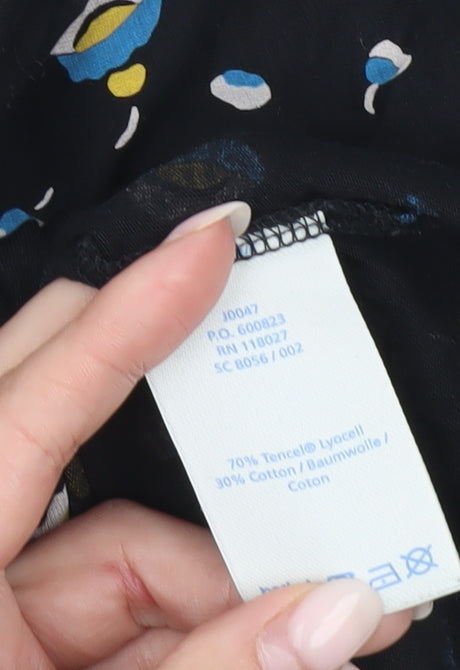 J0047
P.O. 600823
RN 118027
SC 8056 / 002
70% Tencel® Lyocell
30% Cotton / Baumwolle /
Coton